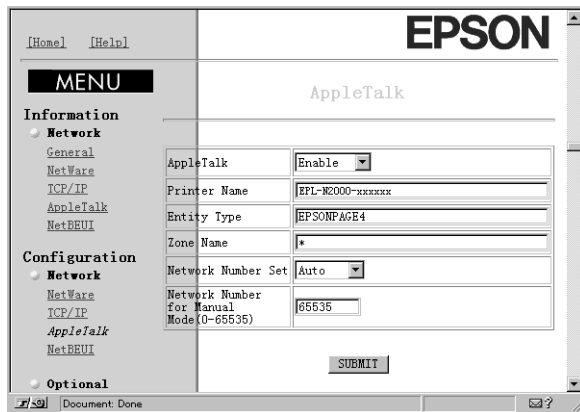 [Home] [Help]
EPSON
MENU
AppleTalk
Information
Network
General
NetWare
TCP/IP
AppleTalk
NetBEUI
Configuration
Network
NetWare
TCP/IP
AppleTalk
NetBEUI
Optional
AppleTalk Enable
Printer Name EPL-N2000-xxxxxx
Entity Type EPSONPAGE4
Zone Name *
Network Number Set Auto
Network Number
for Manual
Mode(0-65535)
65535
SUBMIT
Document: Done